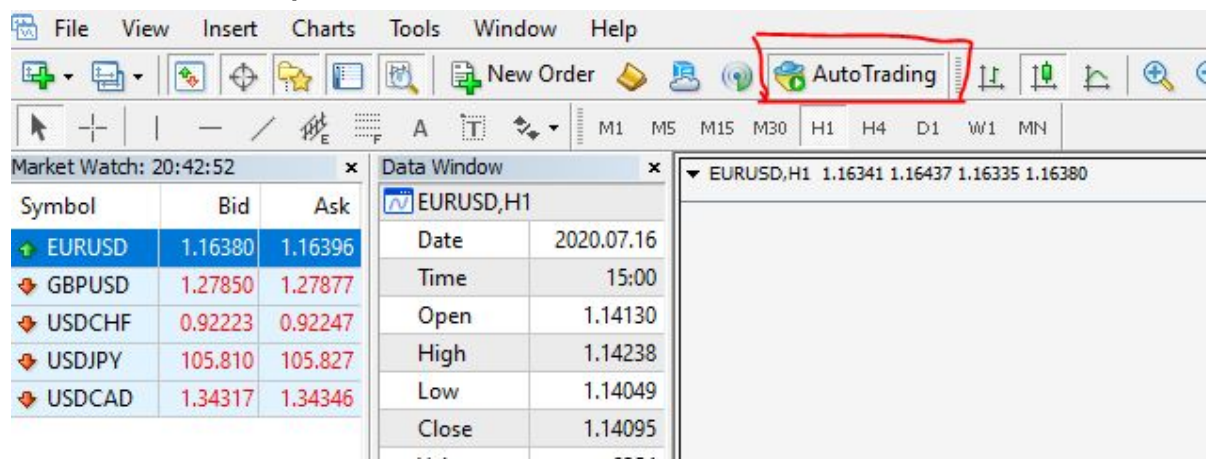 File View Insert Charts Tools Window Help
New Order AutoTrading
E F A T M1 M5 M15 M30 H1 H4 D1 W1 MN
Market Watch: 20:42:52 x
Symbol Bid Ask
EURUSD 1.16380 1.16396
GBPUSD 1.27850 1.27877
USDCHF 0.92223 0.92247
USDJPY 105.810 105.827
USDCAD 1.34317 1.34346
Data Window x
EURUSD,H1
Date 2020.07.16
Time 15:00
Open 1.14130
High 1.14238
Low 1.14049
Close 1.14095
EURUSD,H1 1.16341 1.16437 1.16335 1.16380